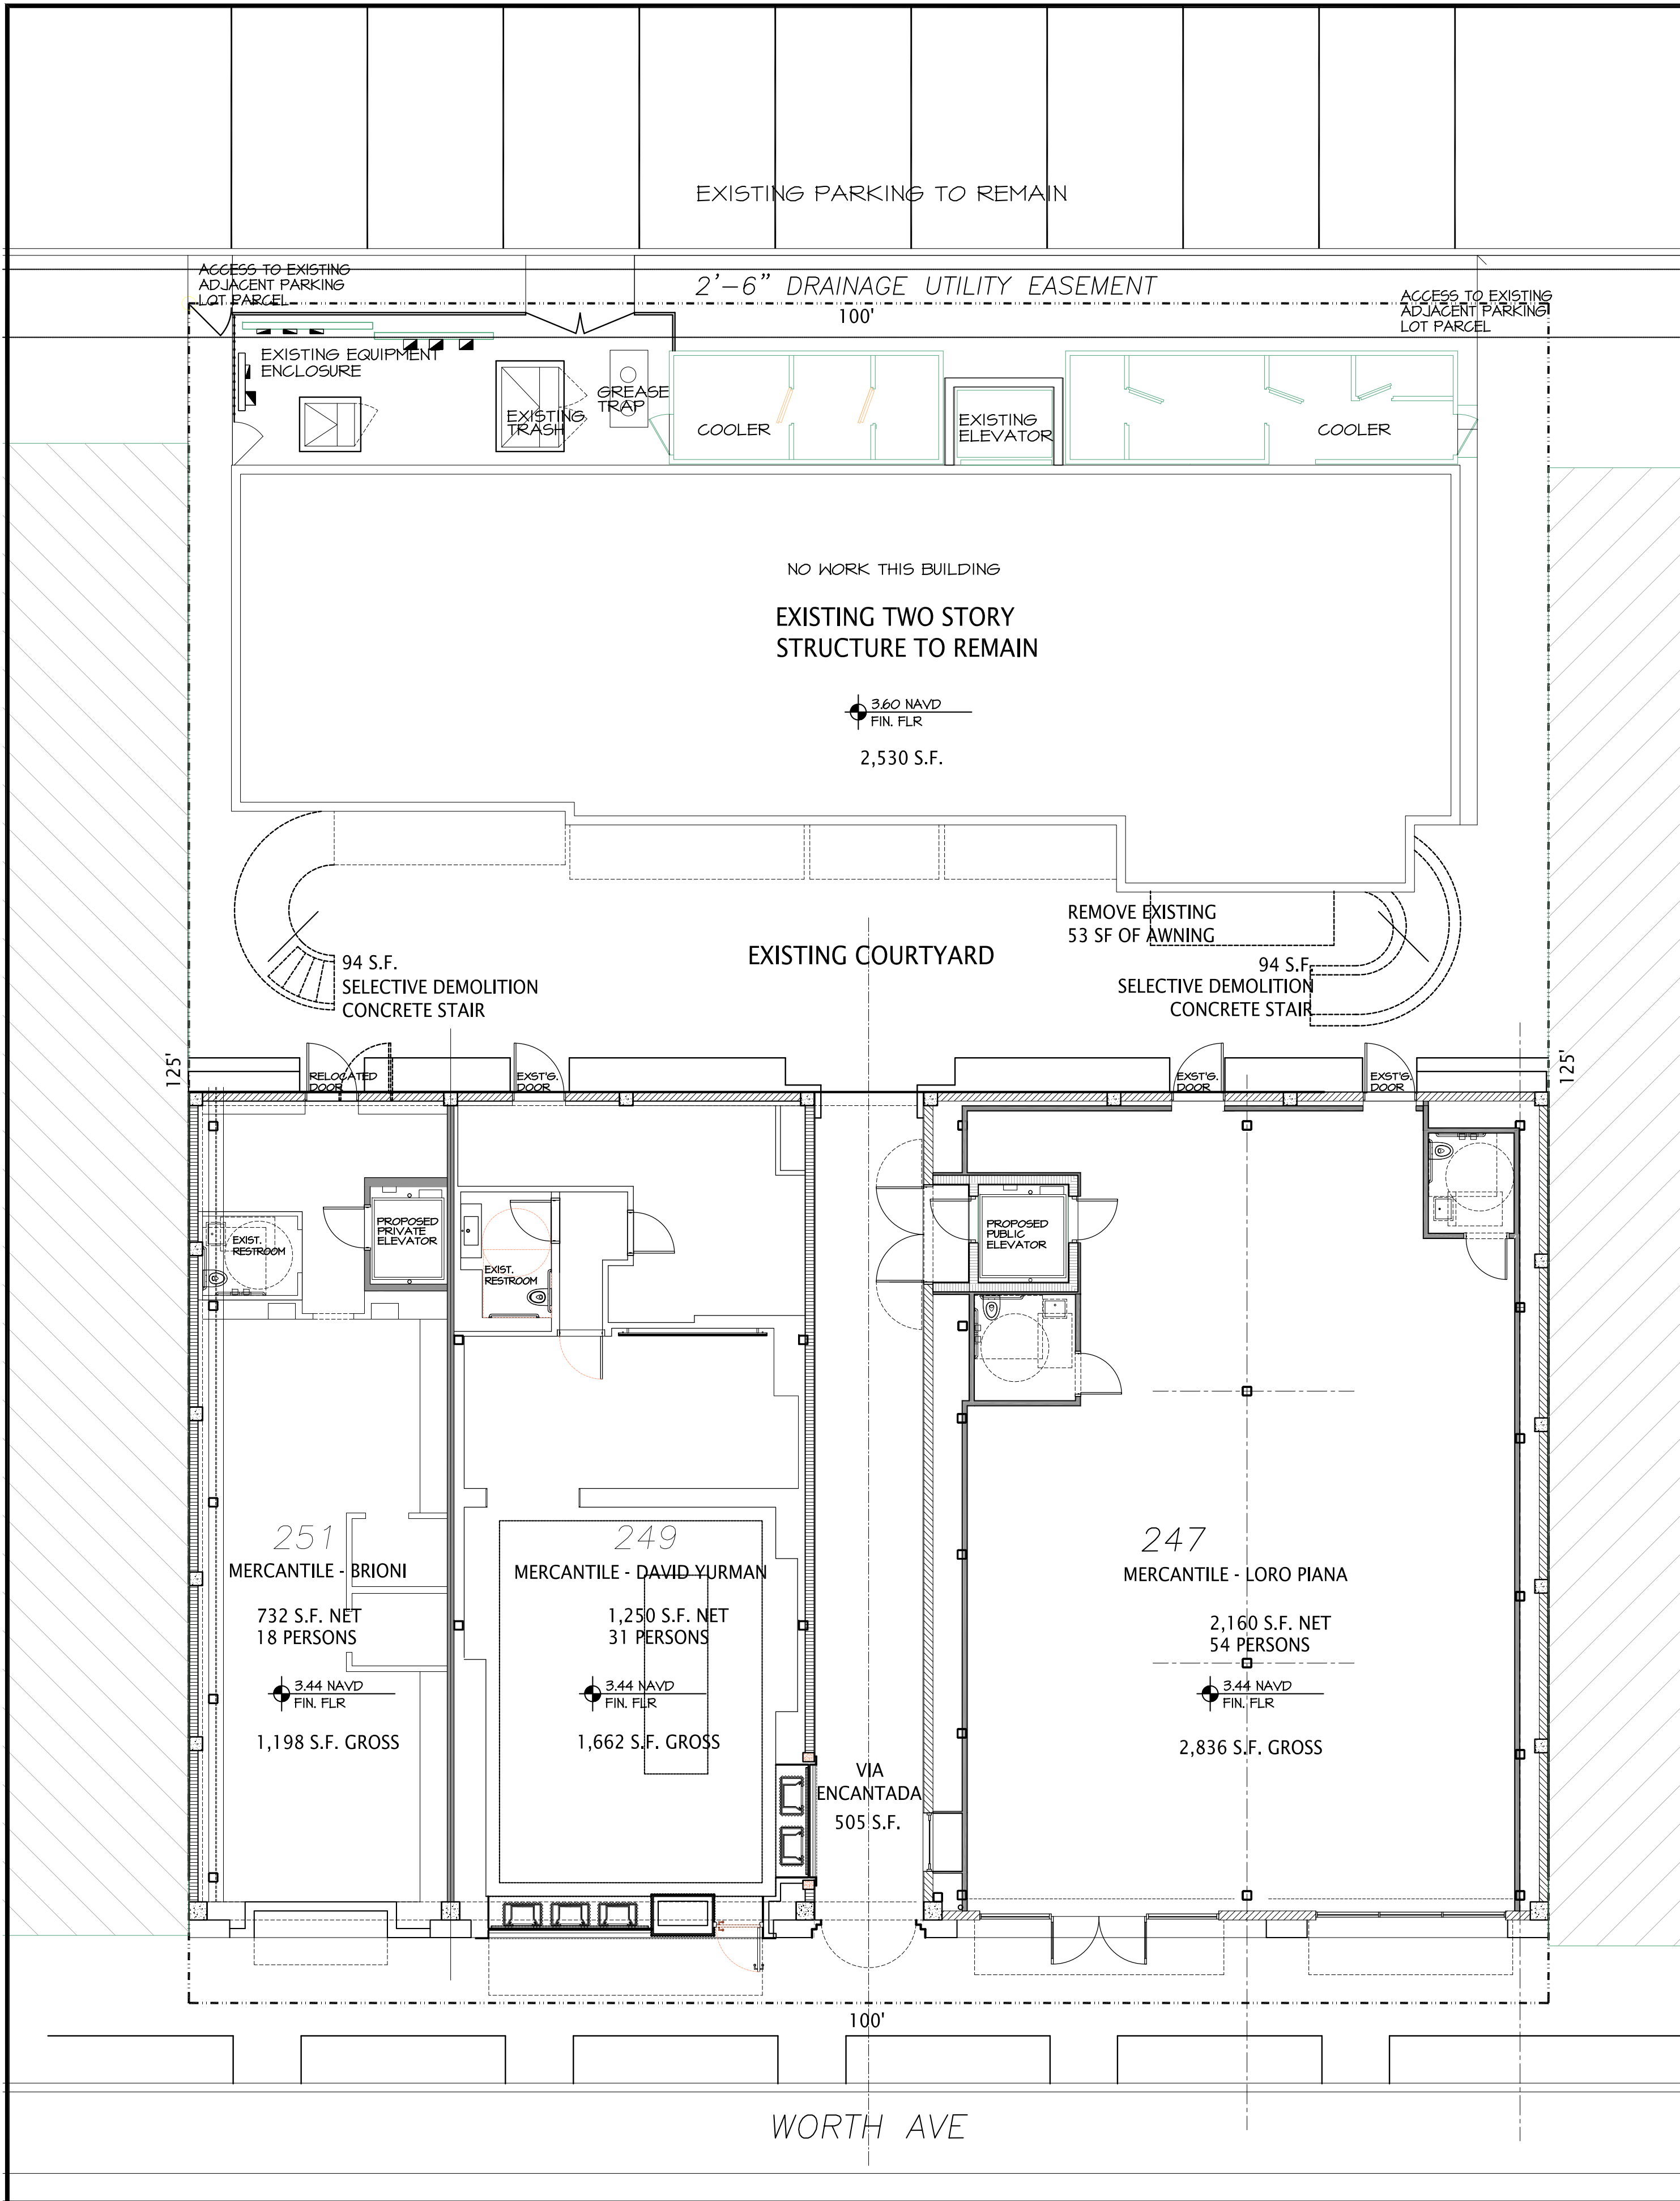 EXISTING PARKING TO REMAIN
2'-6" DRAINAGE UTILITY EASEMENT
100'
ACCESS TO EXISTING
ADJACENT PARKING
LOT PARCEL
ACCESS TO EXISTING
ADJACENT PARKING
LOT PARCEL
EXISTING EQUIPMENT
ENCLOSURE
EXISTING
TRASH
GREASE
TRAP
COOLER
EXISTING
ELEVATOR
COOLER
NO WORK THIS BUILDING
EXISTING TWO STORY
STRUCTURE TO REMAIN
3.60 NAVD
FIN. FLR
2,530 S.F.
REMOVE EXISTING
53 SF OF AWNING
EXISTING COURTYARD
94 S.F.
SELECTIVE DEMOLITION
CONCRETE STAIR
94 S.F.
SELECTIVE DEMOLITION
CONCRETE STAIR
125'
125'
RELOCATED
DOOR
EXST'G.
DOOR
EXST'G.
DOOR
EXST'G.
DOOR
PROPOSED
PRIVATE
ELEVATOR
EXIST.
RESTROOM
EXIST.
RESTROOM
PROPOSED
PUBLIC
ELEVATOR
251
MERCANTILE - BRIONI
732 S.F. NET
18 PERSONS
3.44 NAVD
FIN. FLR
1,198 S.F. GROSS
249
MERCANTILE - DAVID YURMAN
1,250 S.F. NET
31 PERSONS
3.44 NAVD
FIN. FLR
1,662 S.F. GROSS
VIA
ENCANTADA
505 S.F.
247
MERCANTILE - LORO PIANA
2,160 S.F. NET
54 PERSONS
3.44 NAVD
FIN. FLR
2,836 S.F. GROSS
100'
WORTH AVE